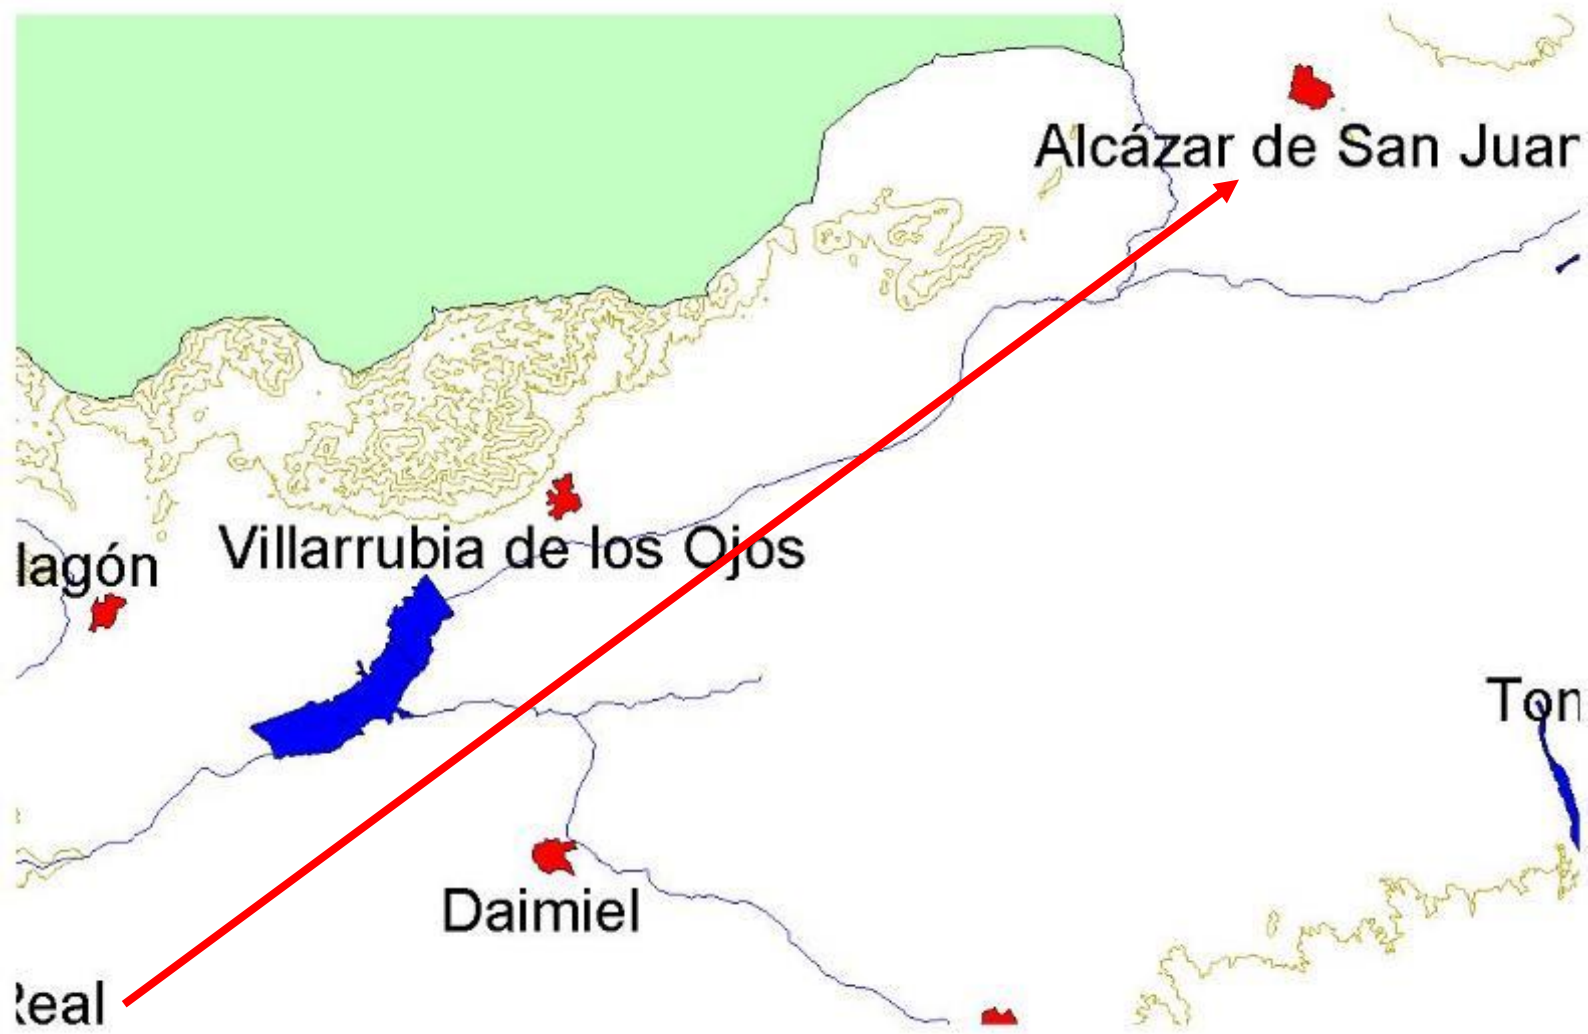 Alcázar de San Juar
Villarrubia de los Ojos
lagón
Ton
Daimiel
Real